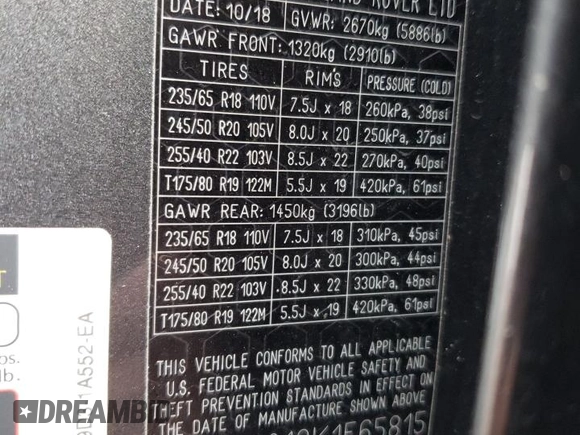 ROVER LTD
DATE: 10/18 GVWR: 2670kg (5886lb)
GAWR FRONT: 1320kg (2910lb)
TIRES RIMS PRESSURE (COLD)
235/65 R18 110V 7.5J x 18 260kPa, 38psi
245/50 R20 105V 8.0J x 20 250kPa, 37psi
255/40 R22 103V 8.5J x 22 270kPa, 40psi
T175/80 R19 122M 5.5J x 19 420kPa, 61psi
GAWR REAR: 1450kg (3196lb)
235/65 R18 110V 7.5J x 18 310kPa, 45psi
245/50 R20 105V 8.0J x 20 300kPa, 44psi
255/40 R22 103V 8.5J x 22 330kPa, 48psi
T175/80 R19 122M 5.5J x 19 420kPa, 61psi
THIS VEHICLE CONFORMS TO ALL APPLICABLE
U.S. FEDERAL MOTOR VEHICLE SAFETY AND
THEFT PREVENTION STANDARDS IN EFFECT ON
THE DATE OF MANUFACTURE SHOWN ABOVE
1A552-EA
lb.
DREAMBIDDER.COM